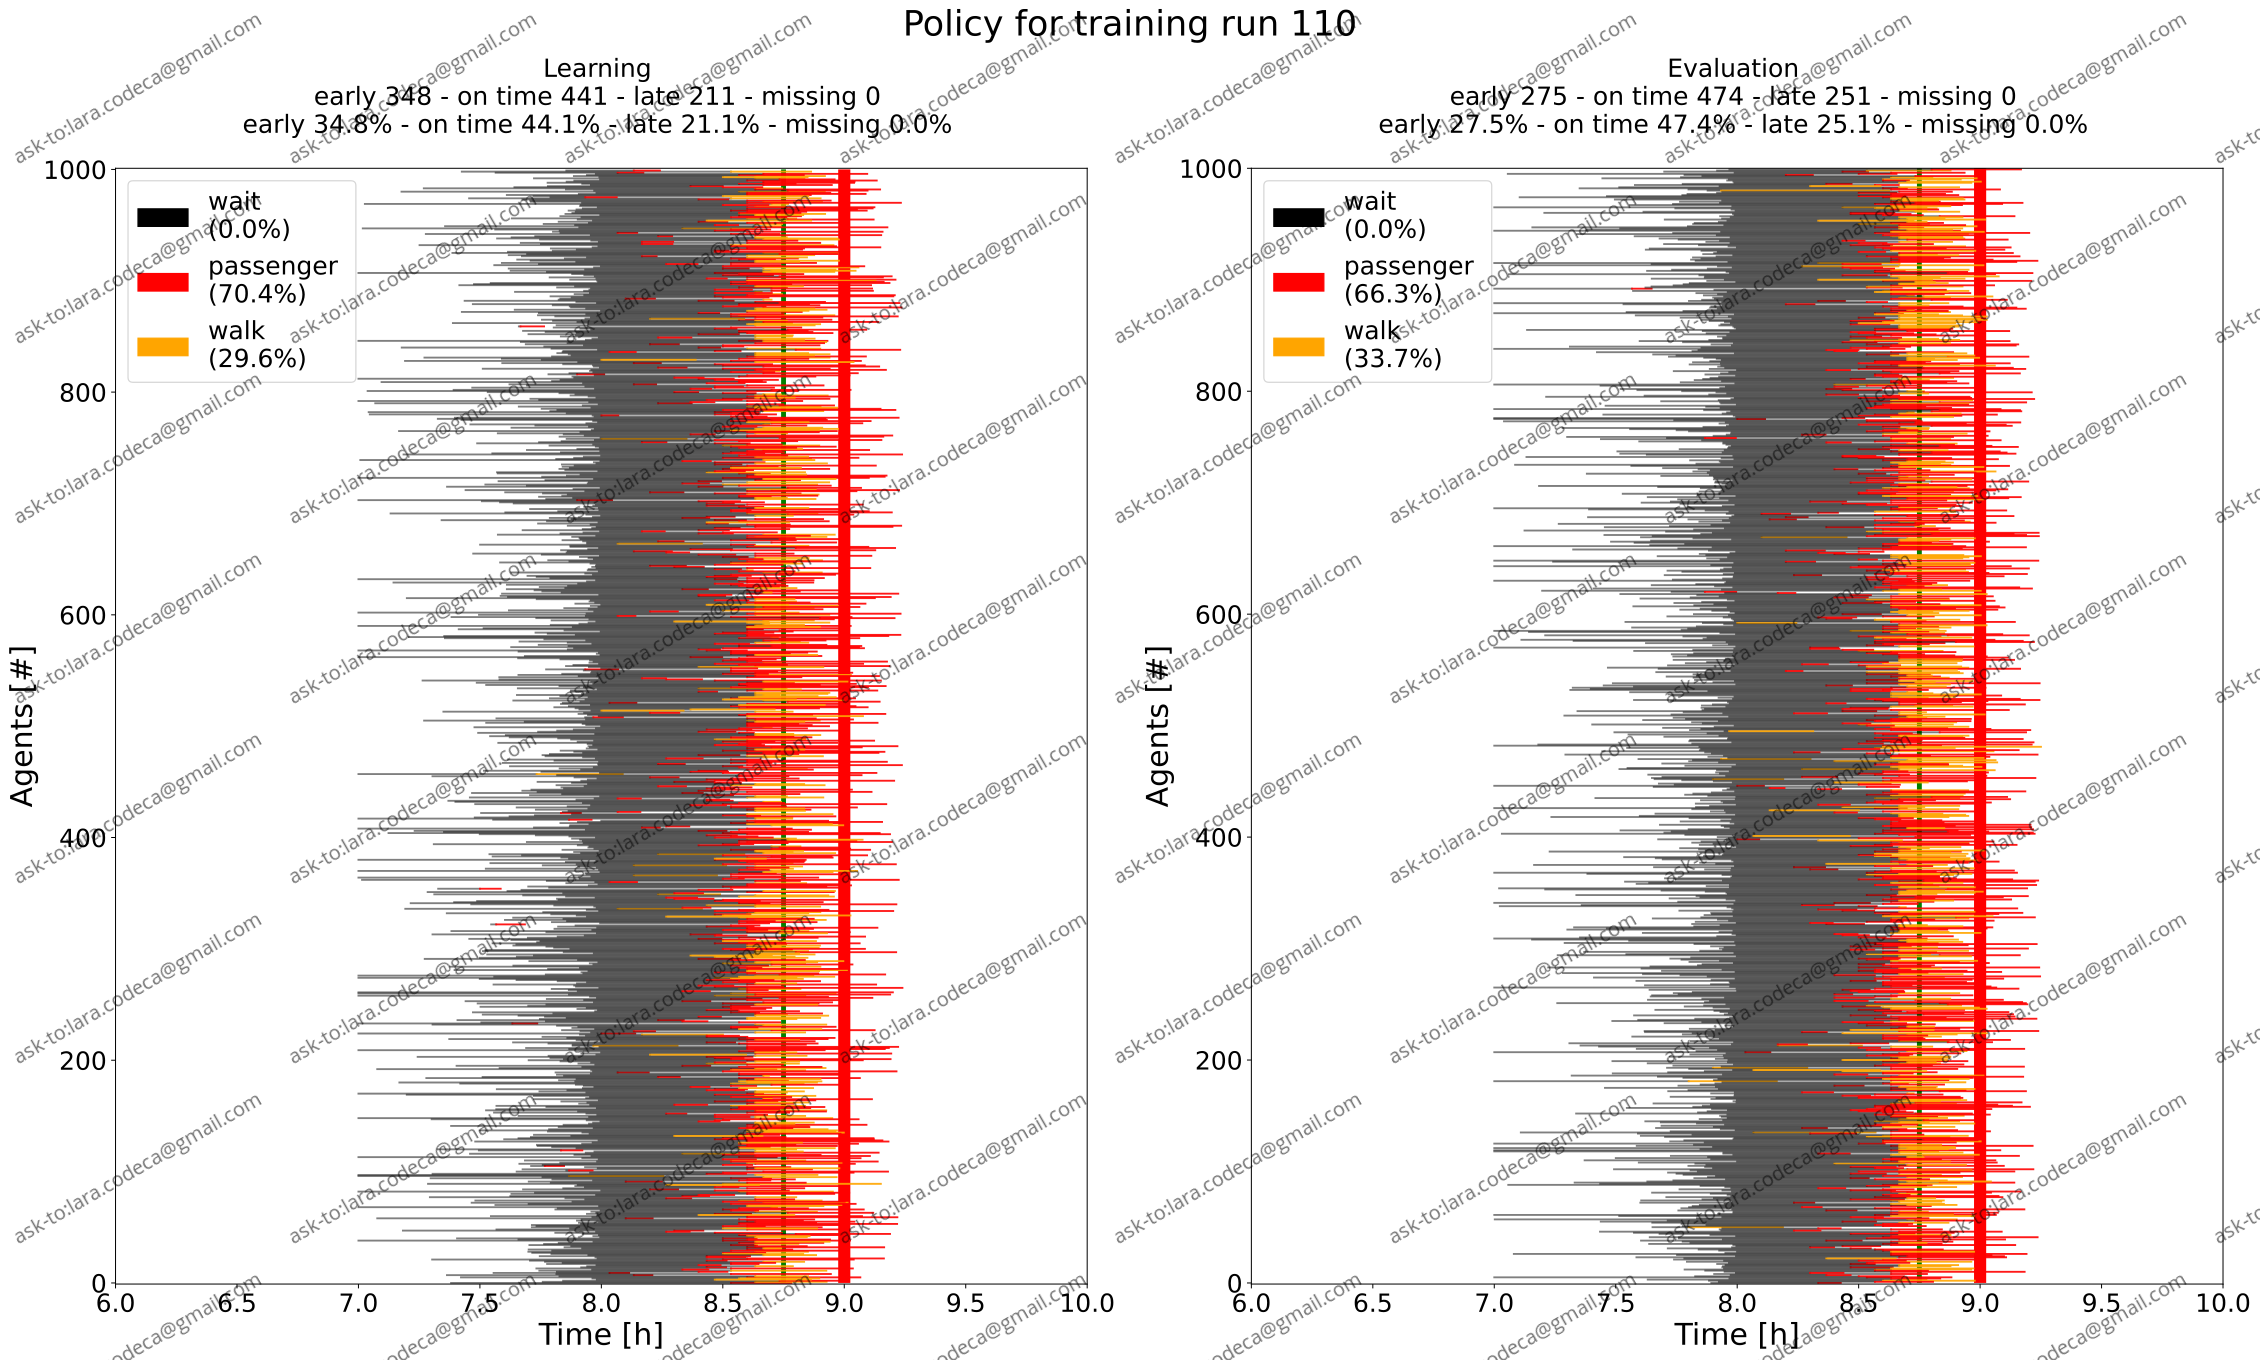 Policy for training run 110
Learning
early 348 - on time 441 - late 211 - missing 0
early 34.8% - on time 44.1% - late 21.1% - missing 0.0%
Evaluation
early 275 - on time 474 - late 251 - missing 0
early 27.5% - on time 47.4% - late 25.1% - missing 0.0%
wait
(0.0%)
passenger
(70.4%)
walk
(29.6%)
wait
(0.0%)
passenger
(66.3%)
walk
(33.7%)
Agents [#]
1000
800
600
400
200
0
6.0 6.5 7.0 7.5 8.0 8.5 9.0 9.5 10.0
Time [h]
Agents [#]
1000
800
600
400
200
0
6.0 6.5 7.0 7.5 8.0 8.5 9.0 9.5 10.0
Time [h]
ask-to:lara.codeca@gmail.com